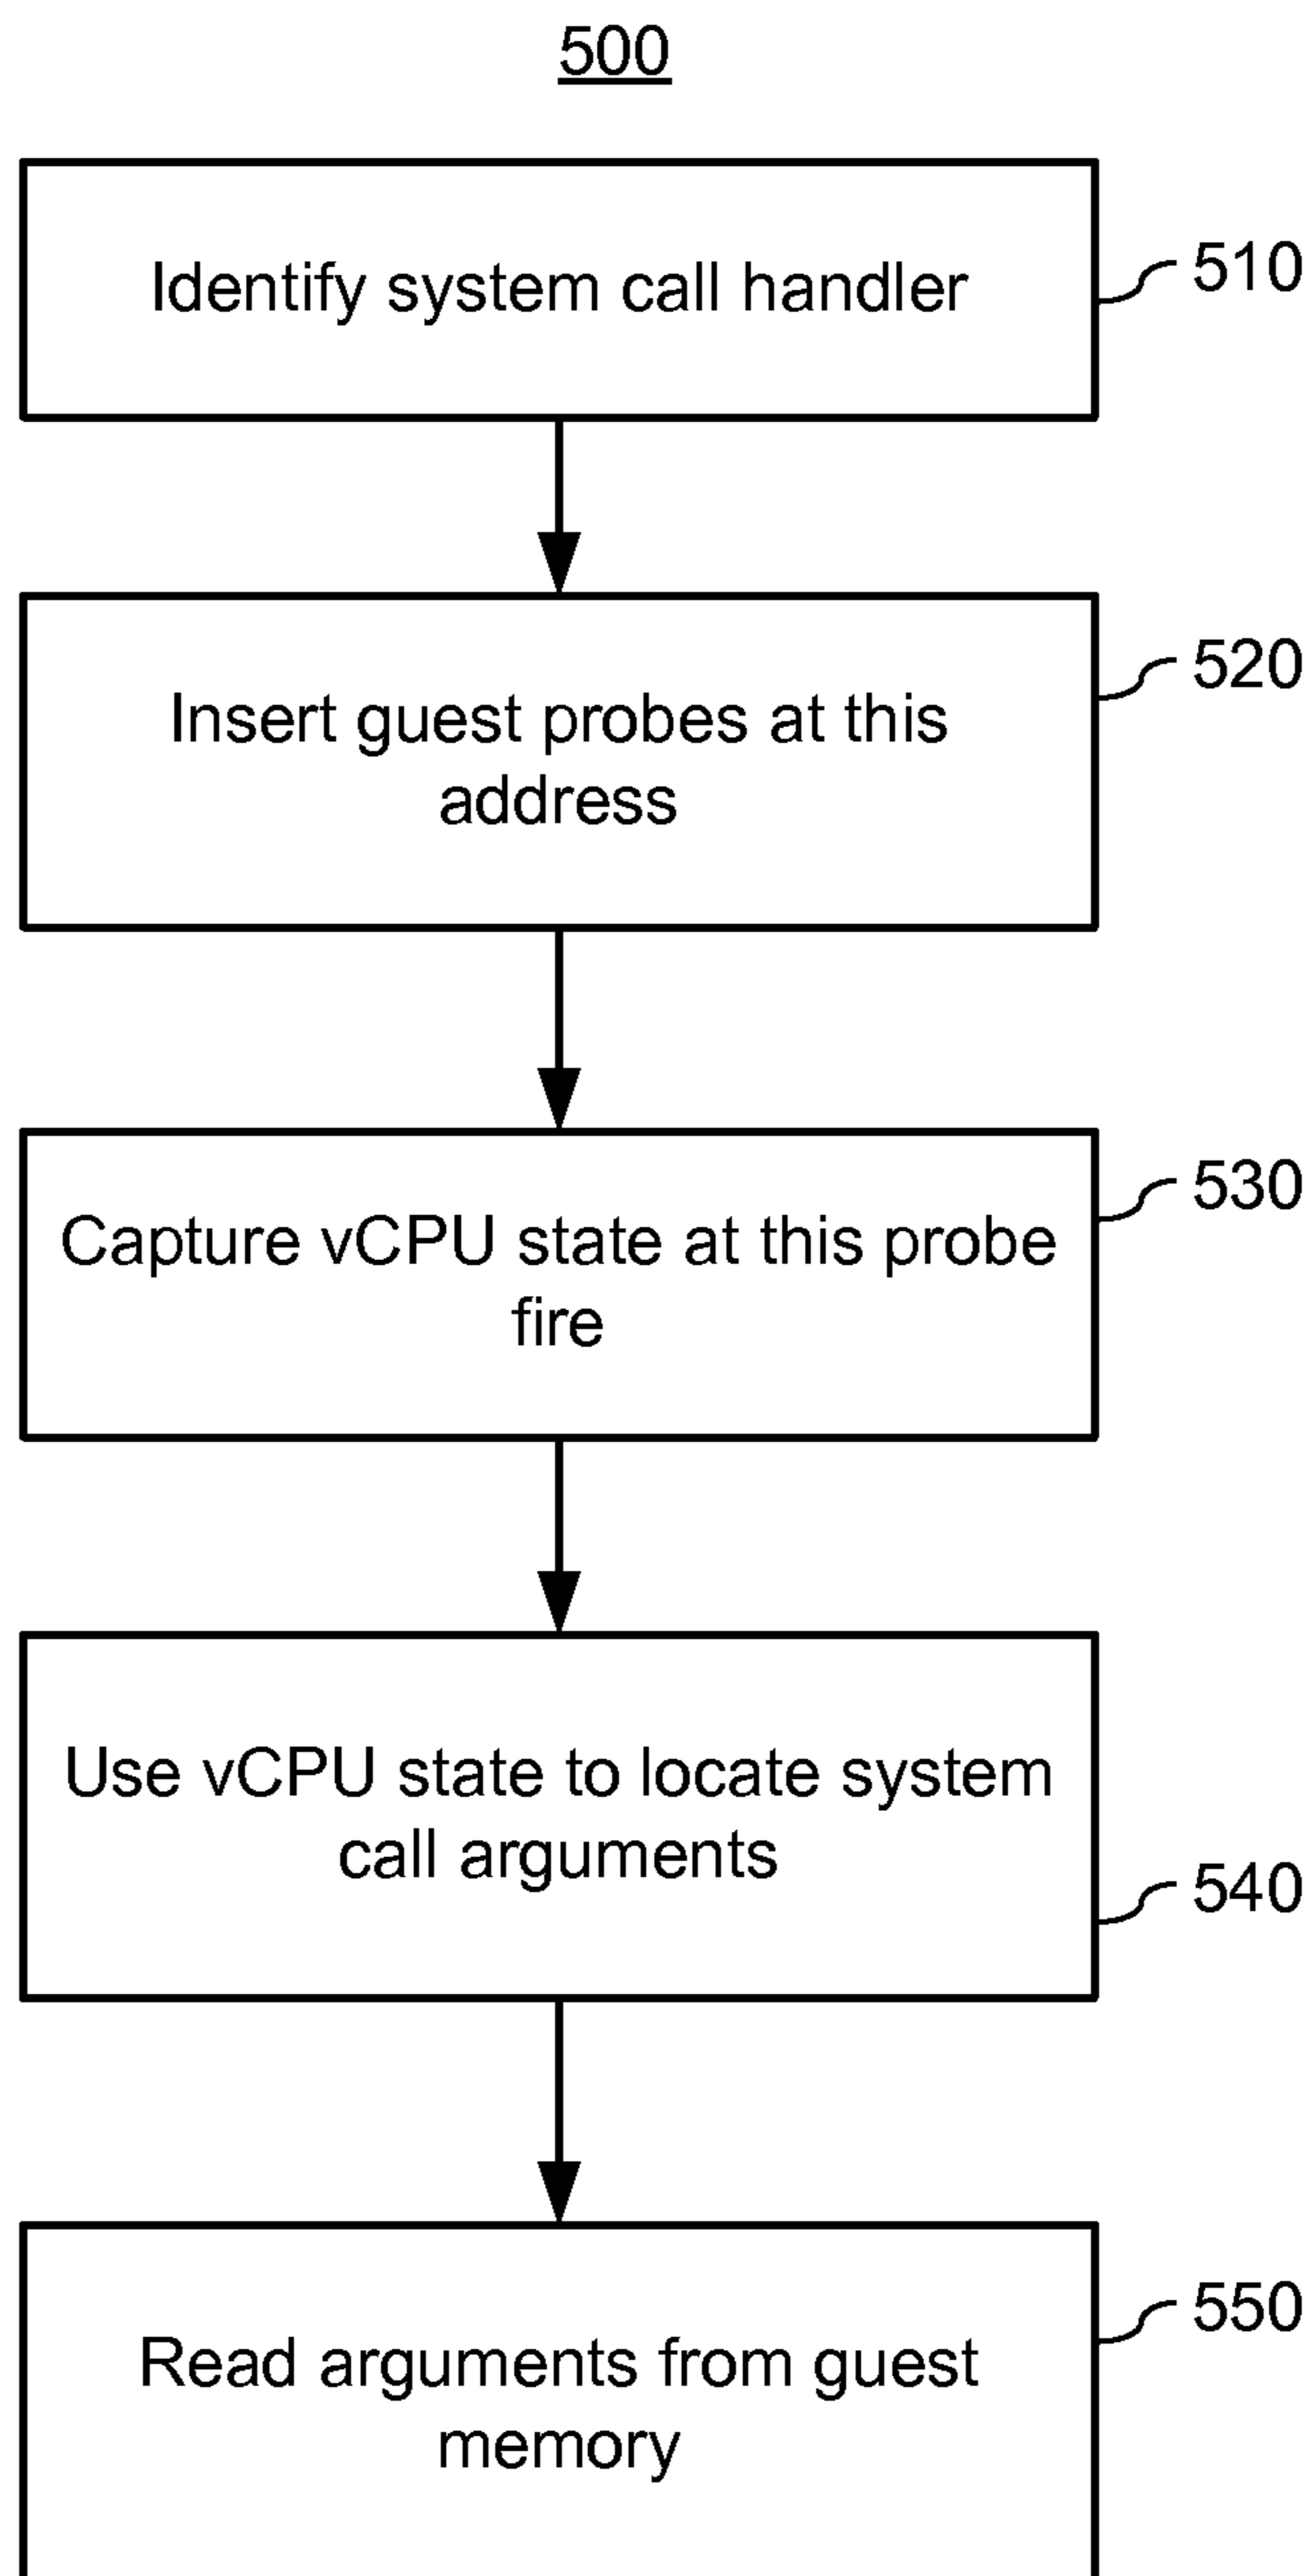 500
Identify system call handler
510
Insert guest probes at this
address
520
Capture vCPU state at this probe
fire
530
Use vCPU state to locate system
call arguments
540
Read arguments from guest
memory
550